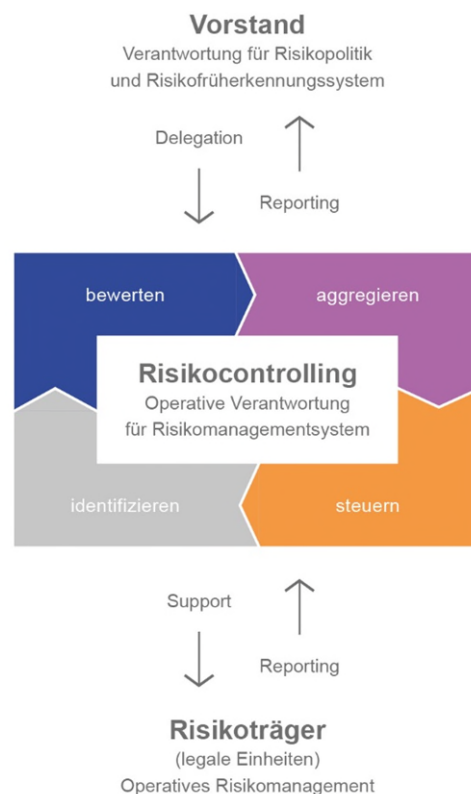 Vorstand
Verantwortung für Risikopolitik
und Risikofrüherkennungssystem
Delegation
Reporting
bewerten
aggregieren
Risikocontrolling
Operative Verantwortung
für Risikomanagementsystem
identifizieren
steuern
Support
Reporting
Risikoträger
(legale Einheiten)
Operatives Risikomanagement